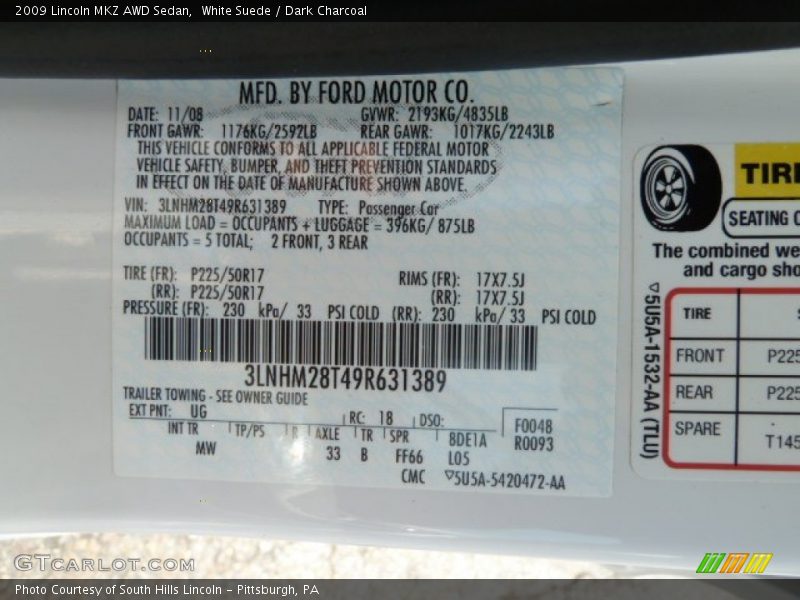 2009 Lincoln MKZ AWD Sedan,  White Suede / Dark Charcoal
MFD. BY FORD MOTOR CO.
DATE: 11/08 GVWR: 2193KG/4835LB
FRONT GAWR: 1176KG/2592LB REAR GAWR: 1017KG/2243LB
THIS VEHICLE CONFORMS TO ALL APPLICABLE FEDERAL MOTOR
VEHICLE SAFETY, BUMPER, AND THEFT PREVENTION STANDARDS
IN EFFECT ON THE DATE OF MANUFACTURE SHOWN ABOVE.
VIN: 3LNHM28T49R631389 TYPE: Passenger Car
MAXIMUM LOAD = OCCUPANTS + LUGGAGE = 396KG/ 875LB
OCCUPANTS = 5 TOTAL; 2 FRONT, 3 REAR
TIRE (FR): P225/50R17 RIMS (FR): 17X7.5J
(RR): P225/50R17 (RR): 17X7.5J
PRESSURE (FR): 230 kPa/ 33 PSI COLD (RR): 230 kPa/ 33 PSI COLD
3LNHM28T49R631389
TRAILER TOWING - SEE OWNER GUIDE
EXT PNT: UG RC: 18 DSO: F0048
INT TR TP/PS R AXLE TR SPR 8DE1A R0093
MW 33 B FF66 L05
CMC ▽5U5A-5420472-AA
TIRE
SEATING
The combined we
and cargo sho
▽5U5A-1532-AA (TLU)
TIRE S
FRONT P225
REAR P225
SPARE T145
GTCARLOT.COM
Photo Courtesy of South Hills Lincoln – Pittsburgh, PA